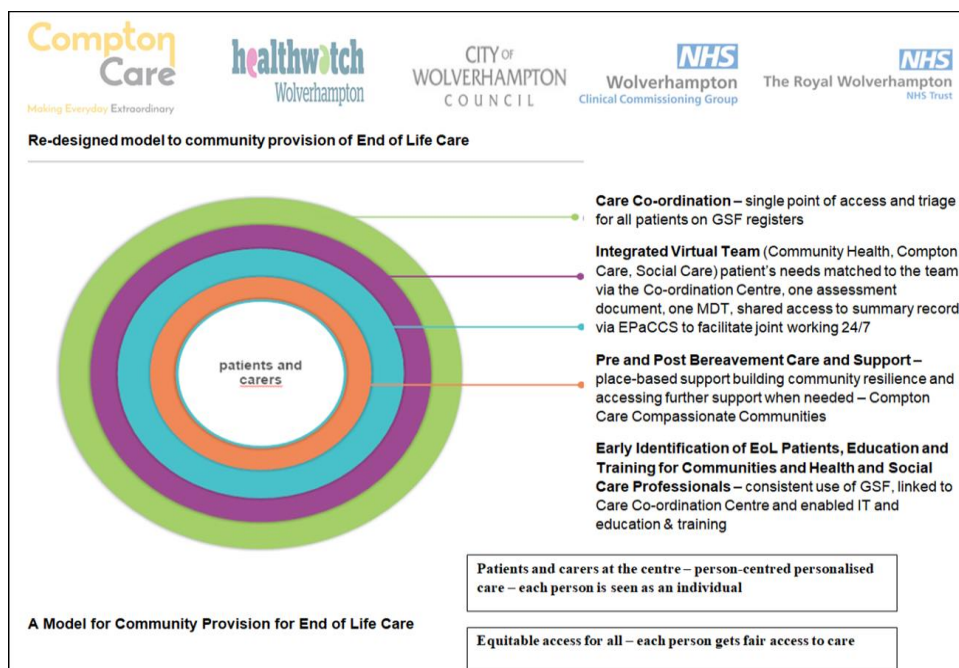 Compton
Care
Making Everyday Extraordinary
healthwatch
Wolverhampton
CITY OF
WOLVERHAMPTON
COUNCIL
NHS
Wolverhampton
Clinical Commissioning Group
NHS
The Royal Wolverhampton
NHS Trust
Re-designed model to community provision of End of Life Care
patients and
carers
Care Co-ordination – single point of access and triage
for all patients on GSF registers
Integrated Virtual Team (Community Health, Compton
Care, Social Care) patient's needs matched to the team
via the Co-ordination Centre, one assessment
document, one MDT, shared access to summary record
via EPaCCS to facilitate joint working 24/7
Pre and Post Bereavement Care and Support –
place-based support building community resilience and
accessing further support when needed – Compton
Care Compassionate Communities
Early Identification of EoL Patients, Education and
Training for Communities and Health and Social
Care Professionals – consistent use of GSF, linked to
Care Co-ordination Centre and enabled IT and
education & training
Patients and carers at the centre – person-centred personalised
care – each person is seen as an individual
A Model for Community Provision for End of Life Care
Equitable access for all – each person gets fair access to care